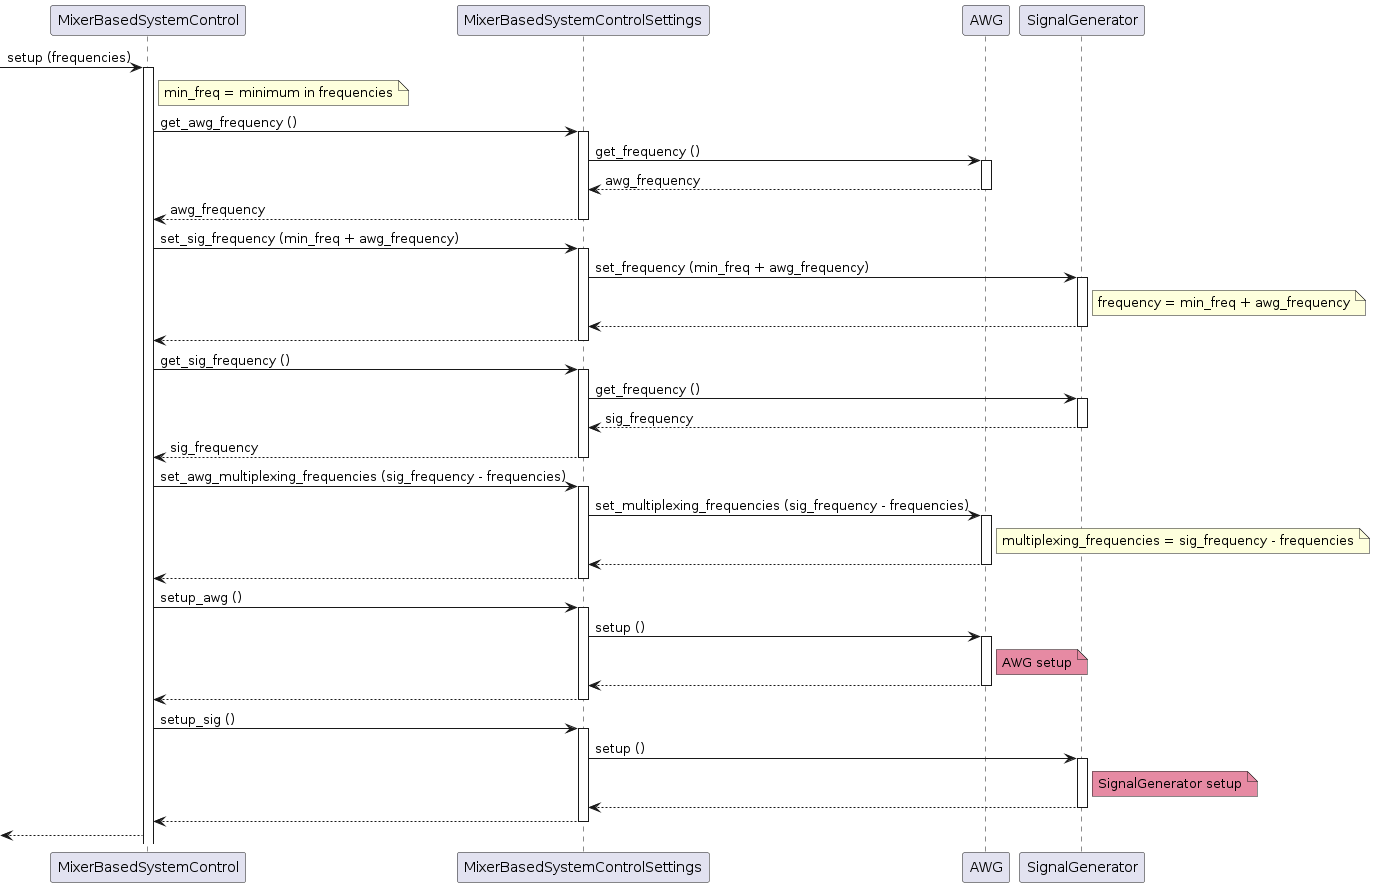 MixerBasedSystemControl
MixerBasedSystemControlSettings
AWG
SignalGenerator
setup (frequencies)
min_freq = minimum in frequencies
get_awg_frequency ()
get_frequency ()
awg_frequency
awg_frequency
set_sig_frequency (min_freq + awg_frequency)
set_frequency (min_freq + awg_frequency)
frequency = min_freq + awg_frequency
get_sig_frequency ()
get_frequency ()
sig_frequency
sig_frequency
set_awg_multiplexing_frequencies (sig_frequency - frequencies)
set_multiplexing_frequencies (sig_frequency - frequencies)
multiplexing_frequencies = sig_frequency - frequencies
setup_awg ()
setup ()
AWG setup
setup_sig ()
setup ()
SignalGenerator setup
MixerBasedSystemControl
MixerBasedSystemControlSettings
AWG
SignalGenerator